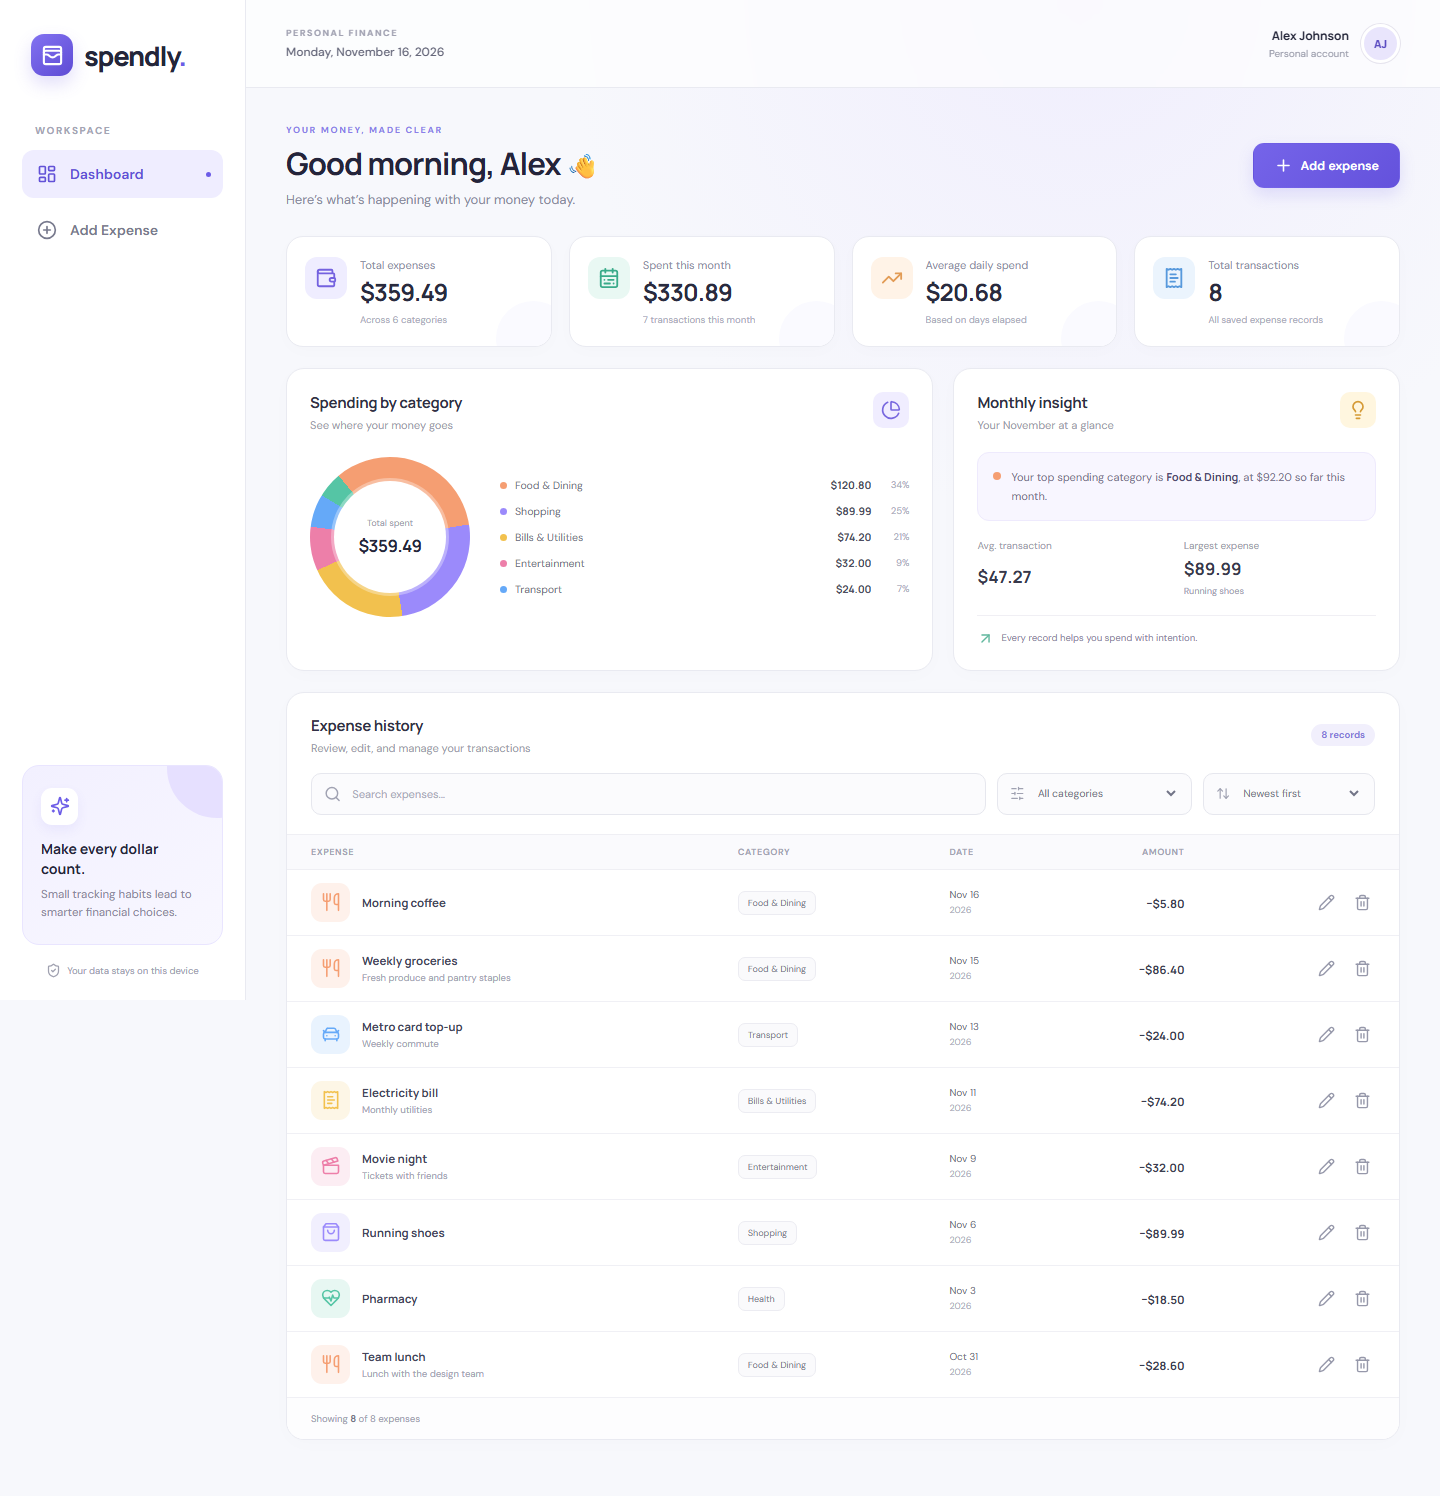 spendly.
WORKSPACE
Dashboard
Add Expense
Make every dollar
count.
Small tracking habits lead to
smarter financial choices.
Your data stays on this device
PERSONAL FINANCE
Monday, November 16, 2026
Alex Johnson
Personal account
AJ
YOUR MONEY, MADE CLEAR
Good morning, Alex 👋
Here's what's happening with your money today.
Add expense
Total expenses
$359.49
Across 6 categories
Spent this month
$330.89
7 transactions this month
Average daily spend
$20.68
Based on days elapsed
Total transactions
8
All saved expense records
Spending by category
See where your money goes
Total spent
$359.49
Food & Dining $120.80 34%
Shopping $89.99 25%
Bills & Utilities $74.20 21%
Entertainment $32.00 9%
Transport $24.00 7%
Monthly insight
Your November at a glance
Your top spending category is Food & Dining, at $92.20 so far this
month.
Avg. transaction
$47.27
Largest expense
$89.99
Running shoes
Every record helps you spend with intention.
Expense history
Review, edit, and manage your transactions
8 records
Search expenses...
All categories
Newest first
EXPENSE CATEGORY DATE AMOUNT
Morning coffee
Food & Dining
Nov 16
2026
−$5.80
Weekly groceries
Fresh produce and pantry staples
Food & Dining
Nov 15
2026
−$86.40
Metro card top-up
Weekly commute
Transport
Nov 13
2026
−$24.00
Electricity bill
Monthly utilities
Bills & Utilities
Nov 11
2026
−$74.20
Movie night
Tickets with friends
Entertainment
Nov 9
2026
−$32.00
Running shoes
Shopping
Nov 6
2026
−$89.99
Pharmacy
Health
Nov 3
2026
−$18.50
Team lunch
Lunch with the design team
Food & Dining
Oct 31
2026
−$28.60
Showing 8 of 8 expenses